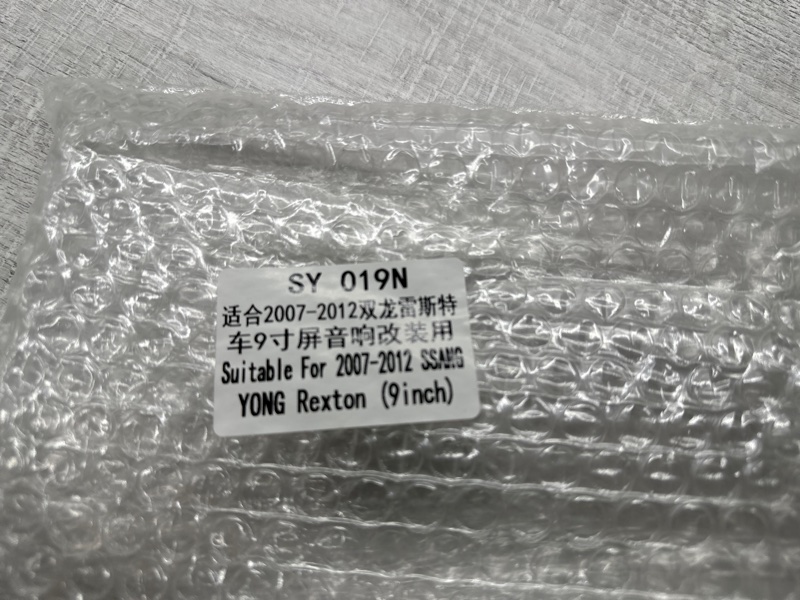 SY 019N
适合2007-2012双龙雷斯特
车9寸屏音响改装用
Suitable For 2007-2012 SSANG
YONG Rexton (9inch)